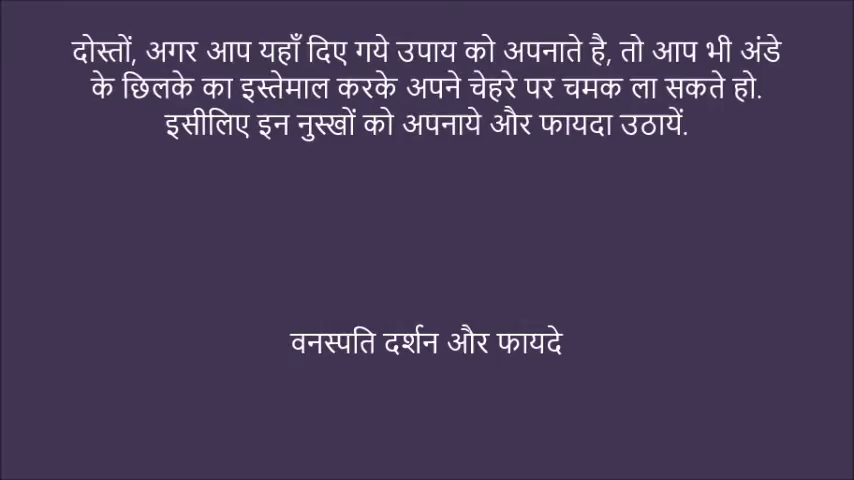 दोस्तों, अगर आप यहाँ दिए गये उपाय को अपनाते है, तो आप भी अंडे
के छिलके का इस्तेमाल करके अपने चेहरे पर चमक ला सकते हो.
इसीलिए इन नुस्खों को अपनाये और फायदा उठायें.
वनस्पति दर्शन और फायदे